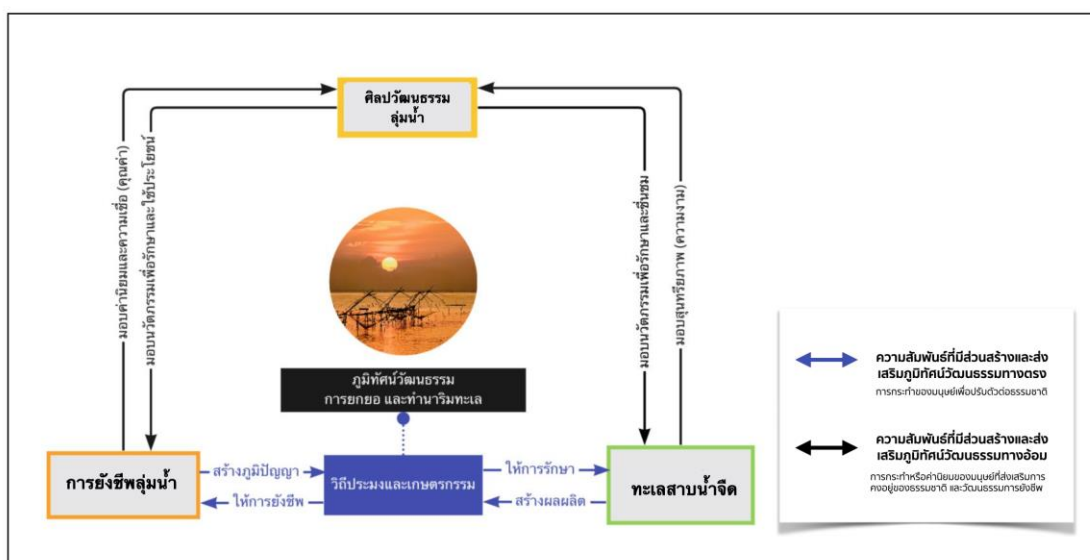 ศิลปวัฒนธรรม
ลุ่มน้ำ
มอบค่านิยมและความเชื่อ (คุณค่า)
มอบนวัตกรรมเพื่อรักษาและใช้ประโยชน์
มอบนวัตกรรมเพื่อรักษาและชื่นชม
มอบสุนทรียภาพ (ความงาม)
ภูมิทัศน์วัฒนธรรม
การยกยอ และทำนาริมทะเล
การยังชีพลุ่มน้ำ
สร้างภูมิปัญญา
ให้การยังชีพ
วิถีประมงและเกษตรกรรม
ให้การรักษา
สร้างผลผลิต
ทะเลสาบน้ำจืด
ความสัมพันธ์ที่มีส่วนสร้างและส่ง
เสริมภูมิทัศน์วัฒนธรรมทางตรง
การกระทำของมนุษย์เพื่อปรับตัวต่อธรรมชาติ
ความสัมพันธ์ที่มีส่วนสร้างและส่ง
เสริมภูมิทัศน์วัฒนธรรมทางอ้อม
การกระทำหรือค่านิยมของมนุษย์ที่ส่งเสริมการ
คงอยู่ของธรรมชาติ และวัฒนธรรมการยังชีพ